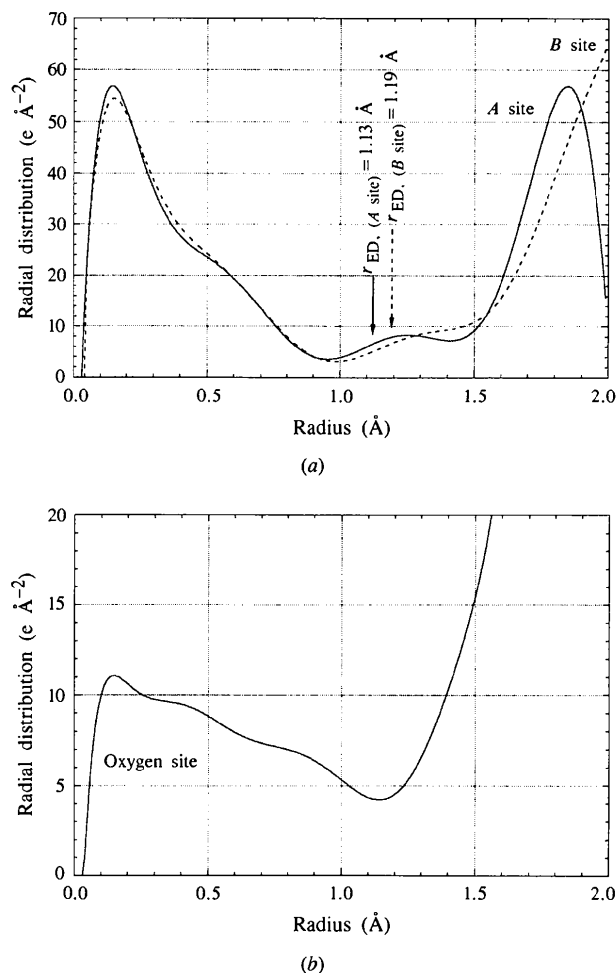 70
60
50
40
30
20
10
0
Radial distribution (e Å⁻²)
r ED, (A site) = 1.13 Å
r ED, (B site) = 1.19 Å
A site
B site
0.0 0.5 1.0 1.5 2.0
Radius (Å)
(a)
20
15
10
5
0
Radial distribution (e Å⁻²)
Oxygen site
0.0 0.5 1.0 1.5 2.0
Radius (Å)
(b)